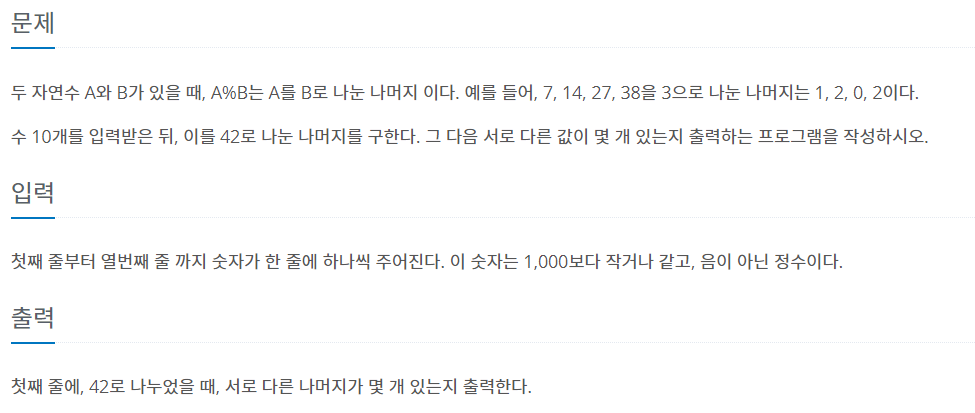 문제
두 자연수 A와 B가 있을 때, A%B는 A를 B로 나눈 나머지 이다. 예를 들어, 7, 14, 27, 38을 3으로 나눈 나머지는 1, 2, 0, 2이다.
수 10개를 입력받은 뒤, 이를 42로 나눈 나머지를 구한다. 그 다음 서로 다른 값이 몇 개 있는지 출력하는 프로그램을 작성하시오.
입력
첫째 줄부터 열번째 줄 까지 숫자가 한 줄에 하나씩 주어진다. 이 숫자는 1,000보다 작거나 같고, 음이 아닌 정수이다.
출력
첫째 줄에, 42로 나누었을 때, 서로 다른 나머지가 몇 개 있는지 출력한다.